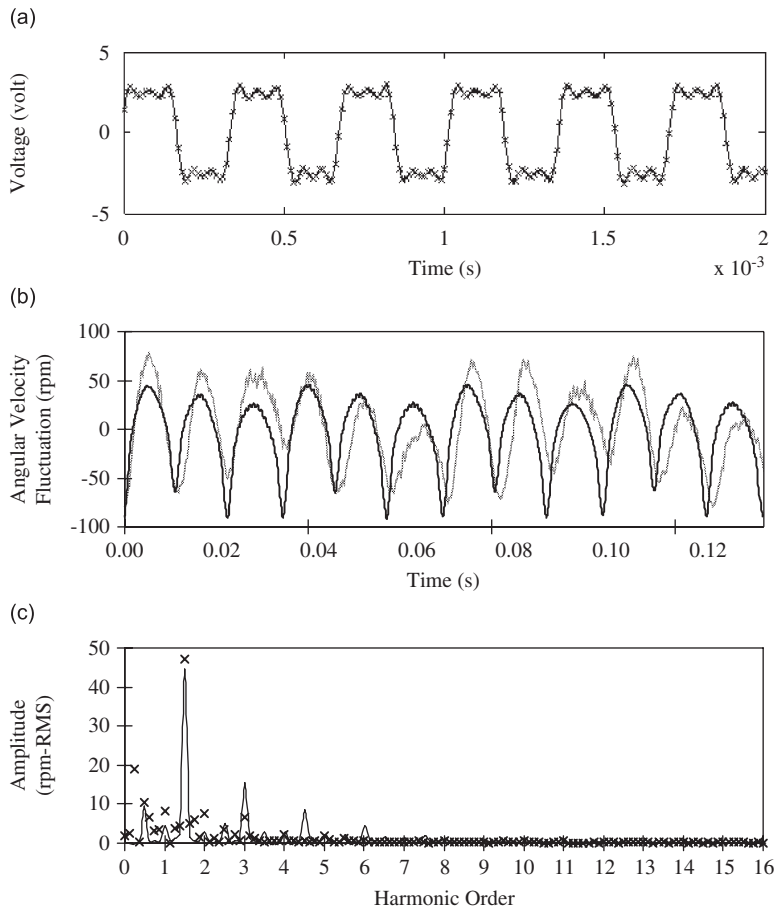 (a)
5
0
-5
Voltage (volt)
0 0.5 1 1.5 2
Time (s)
x 10⁻³
(b)
100
50
0
-50
-100
Angular Velocity
Fluctuation (rpm)
0.00 0.02 0.04 0.06 0.08 0.10 0.12
Time (s)
(c)
50
40
30
20
10
0
Amplitude
(rpm-RMS)
0 1 2 3 4 5 6 7 8 9 10 11 12 13 14 15 16
Harmonic Order